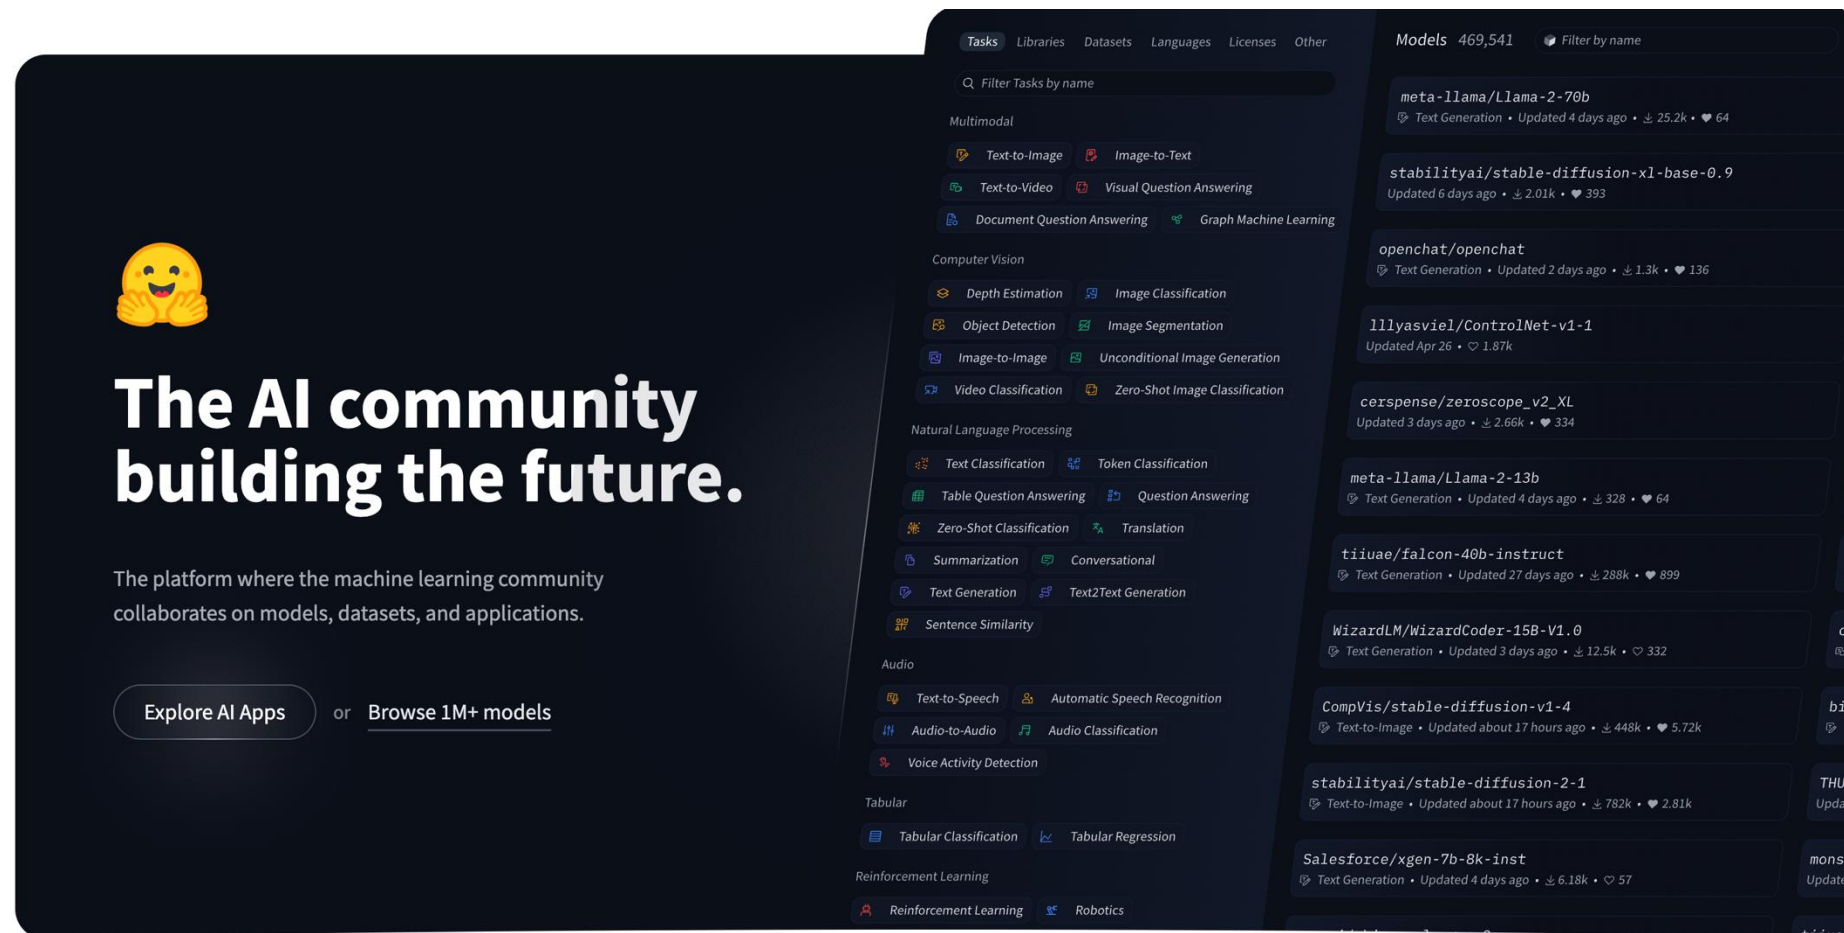 The AI community
building the future.
The platform where the machine learning community
collaborates on models, datasets, and applications.
Explore AI Apps or Browse 1M+ models
Tasks Libraries Datasets Languages Licenses Other
Filter Tasks by name
Multimodal
Text-to-Image Image-to-Text
Text-to-Video Visual Question Answering
Document Question Answering Graph Machine Learning
Computer Vision
Depth Estimation Image Classification
Object Detection Image Segmentation
Image-to-Image Unconditional Image Generation
Video Classification Zero-Shot Image Classification
Natural Language Processing
Text Classification Token Classification
Table Question Answering Question Answering
Zero-Shot Classification Translation
Summarization Conversational
Text Generation Text2Text Generation
Sentence Similarity
Audio
Text-to-Speech Automatic Speech Recognition
Audio-to-Audio Audio Classification
Voice Activity Detection
Tabular
Tabular Classification Tabular Regression
Reinforcement Learning
Reinforcement Learning Robotics
Models 469,541 Filter by name
meta-llama/Llama-2-70b
Text Generation • Updated 4 days ago • 25.2k • 64
stabilityai/stable-diffusion-xl-base-0.9
Updated 6 days ago • 2.01k • 393
openchat/openchat
Text Generation • Updated 2 days ago • 1.3k • 136
lllyasviel/ControlNet-v1-1
Updated Apr 26 • 1.87k
cerspense/zeroscope_v2_XL
Updated 3 days ago • 2.66k • 334
meta-llama/Llama-2-13b
Text Generation • Updated 4 days ago • 328 • 64
tiiuae/falcon-40b-instruct
Text Generation • Updated 27 days ago • 288k • 899
WizardLM/WizardCoder-15B-V1.0
Text Generation • Updated 3 days ago • 12.5k • 332
CompVis/stable-diffusion-v1-4
Text-to-Image • Updated about 17 hours ago • 448k • 5.72k
stabilityai/stable-diffusion-2-1
Text-to-Image • Updated about 17 hours ago • 782k • 2.81k
Salesforce/xgen-7b-8k-inst
Text Generation • Updated 4 days ago • 6.18k • 57